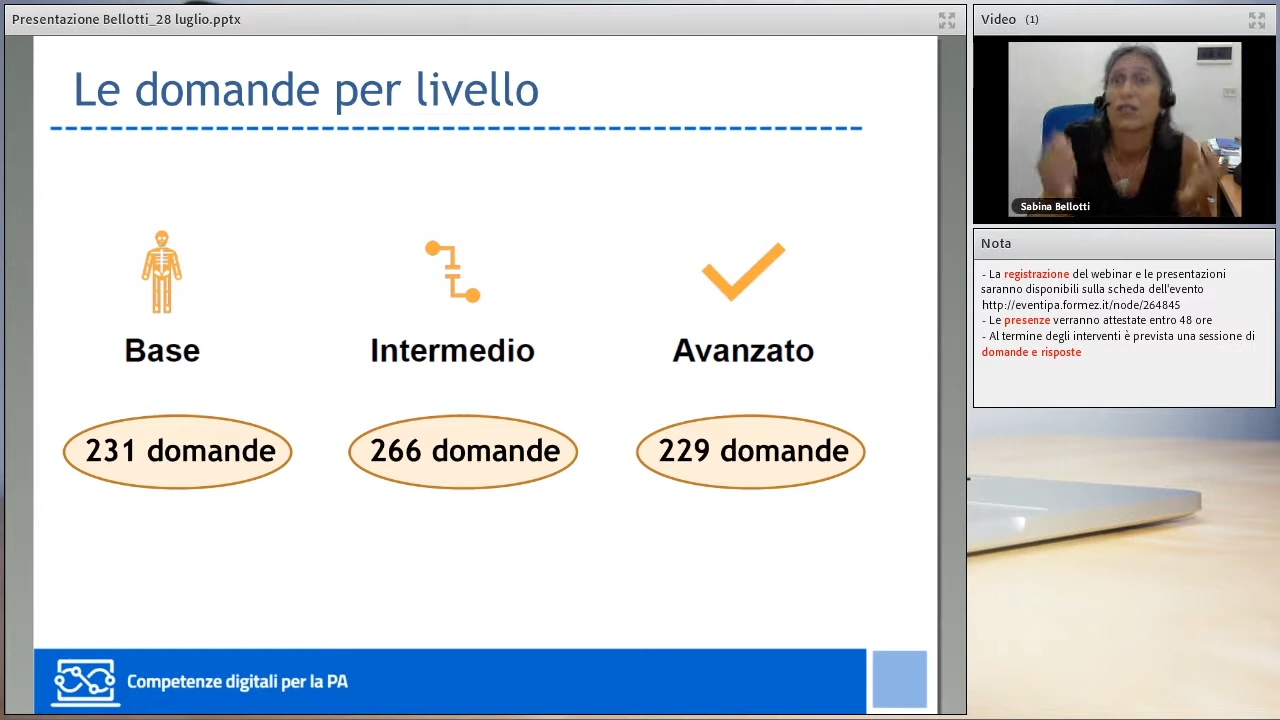 Presentazione Bellotti_28 luglio.pptx
Le domande per livello
Base
Intermedio
Avanzato
231 domande
266 domande
229 domande
Competenze digitali per la PA
Video (1)
Sabina Bellotti
Nota
- La registrazione del webinar e le presentazioni
saranno disponibili sulla scheda dell'evento
http://eventipa.formez.it/node/264845
- Le presenze verranno attestate entro 48 ore
- Al termine degli interventi è prevista una sessione di
domande e risposte